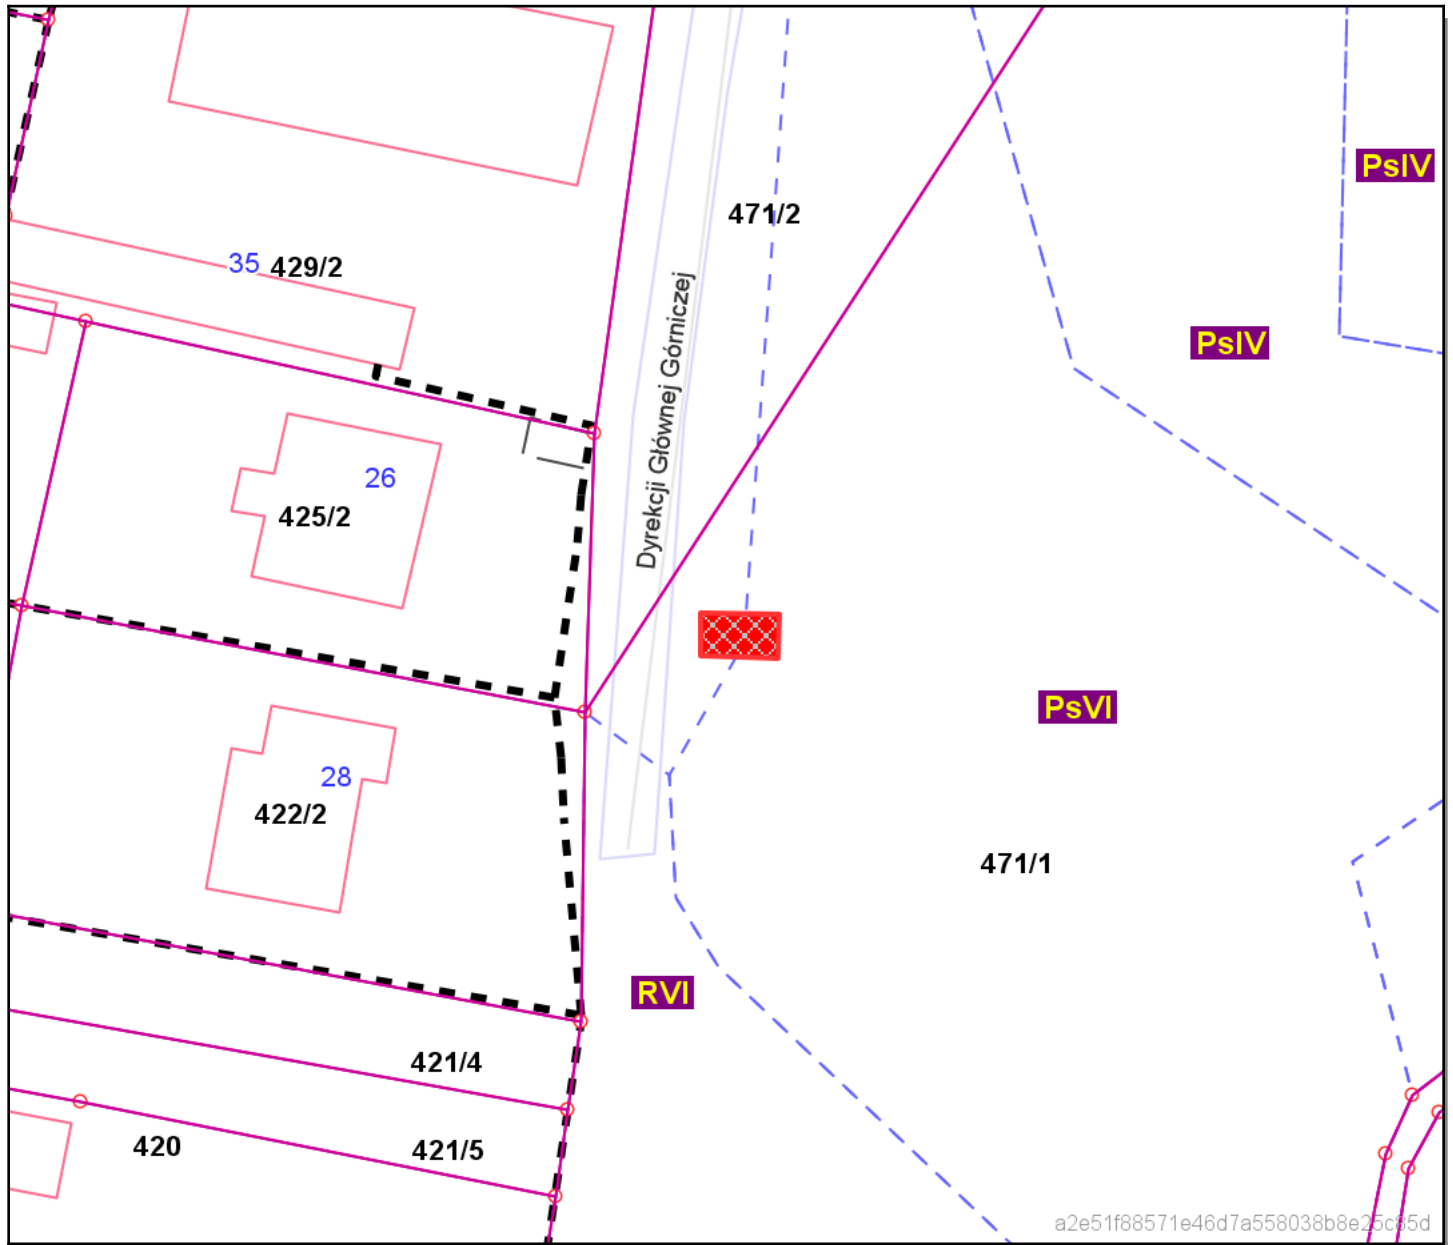 PsIV
471/2
35 429/2
Dyrekcji Głównej Górniczej
PsIV
26
425/2
PsVI
28
422/2
471/1
RVI
421/4
420
421/5
a2e51f88571e46d7a558038b8e25c85d